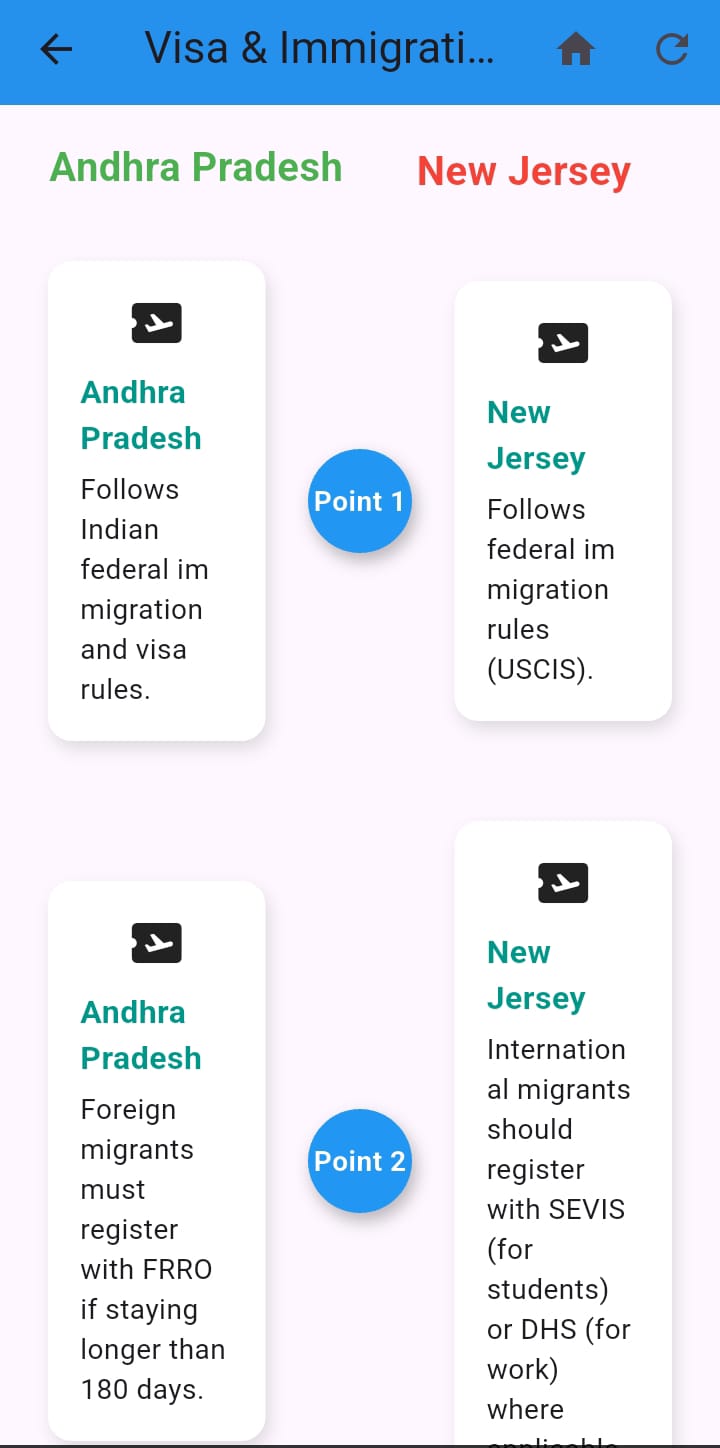 Visa & Immigrati...
Andhra Pradesh
New Jersey
Andhra
Pradesh
Follows
Indian
federal im
migration
and visa
rules.
Point 1
New
Jersey
Follows
federal im
migration
rules
(USCIS).
Andhra
Pradesh
Foreign
migrants
must
register
with FRRO
if staying
longer than
180 days.
Point 2
New
Jersey
Internation
al migrants
should
register
with SEVIS
(for
students)
or DHS (for
work)
where